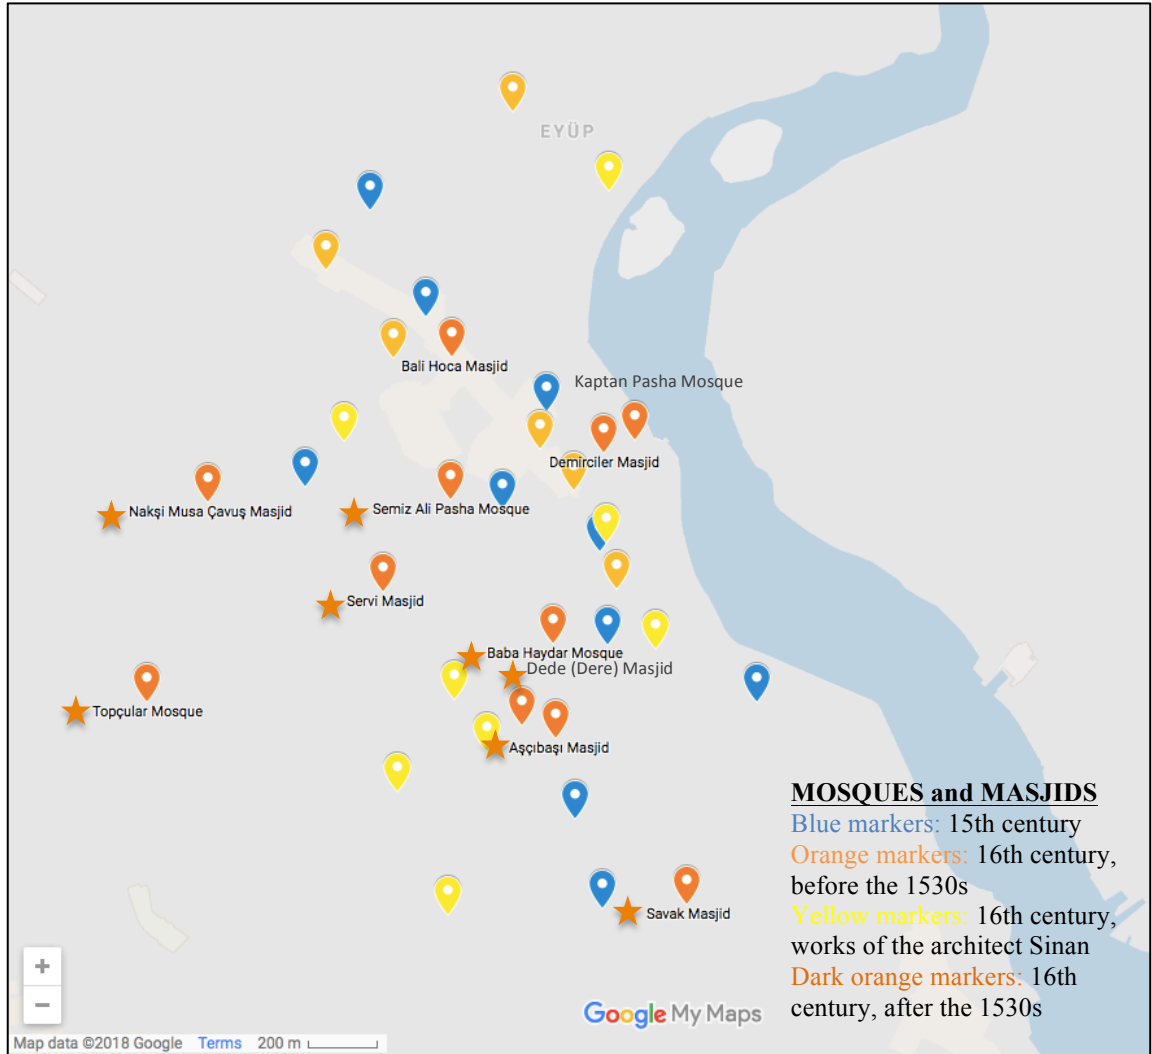 EYÜP
Bali Hoca Masjid
Kaptan Pasha Mosque
Demirciler Masjid
Nakşi Musa Çavuş Masjid
Semiz Ali Pasha Mosque
Servi Masjid
Baba Haydar Mosque
Dede (Dere) Masjid
Topçular Mosque
Aşçıbaşı Masjid
Savak Masjid
MOSQUES and MASJIDS
Blue markers: 15th century
Orange markers: 16th century,
before the 1530s
Yellow markers: 16th century,
works of the architect Sinan
Dark orange markers: 16th
century, after the 1530s
+
−
Google My Maps
Map data ©2018 Google Terms 200 m